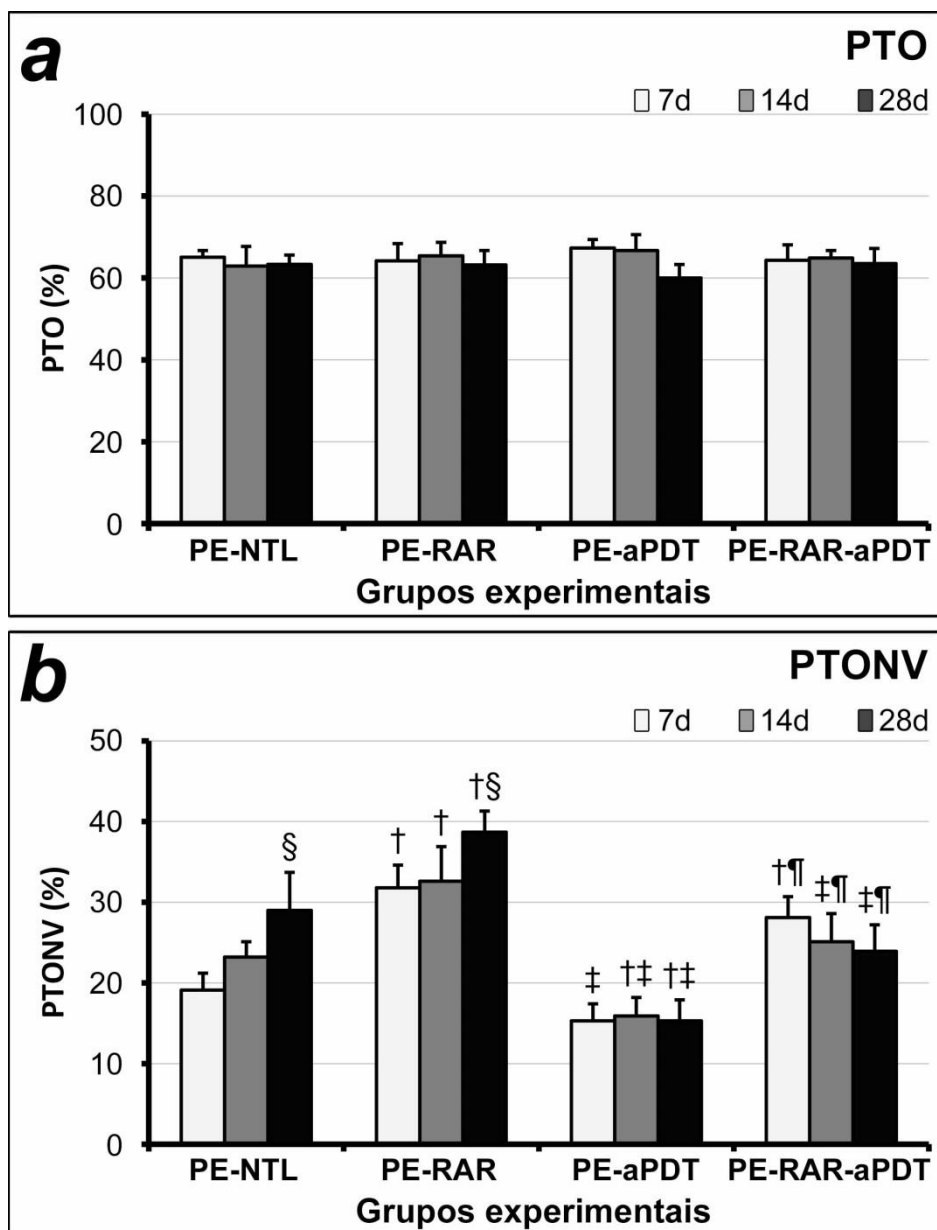 a
PTO
7d 14d 28d
100
80
60
40
20
0
PTO (%)
PE-NTL PE-RAR PE-aPDT PE-RAR-aPDT
Grupos experimentais
b
PTONV
7d 14d 28d
50
40
30
20
10
0
PTONV (%)
§ † † †§ ‡ †‡ †‡ †¶ ‡¶ ‡¶
PE-NTL PE-RAR PE-aPDT PE-RAR-aPDT
Grupos experimentais